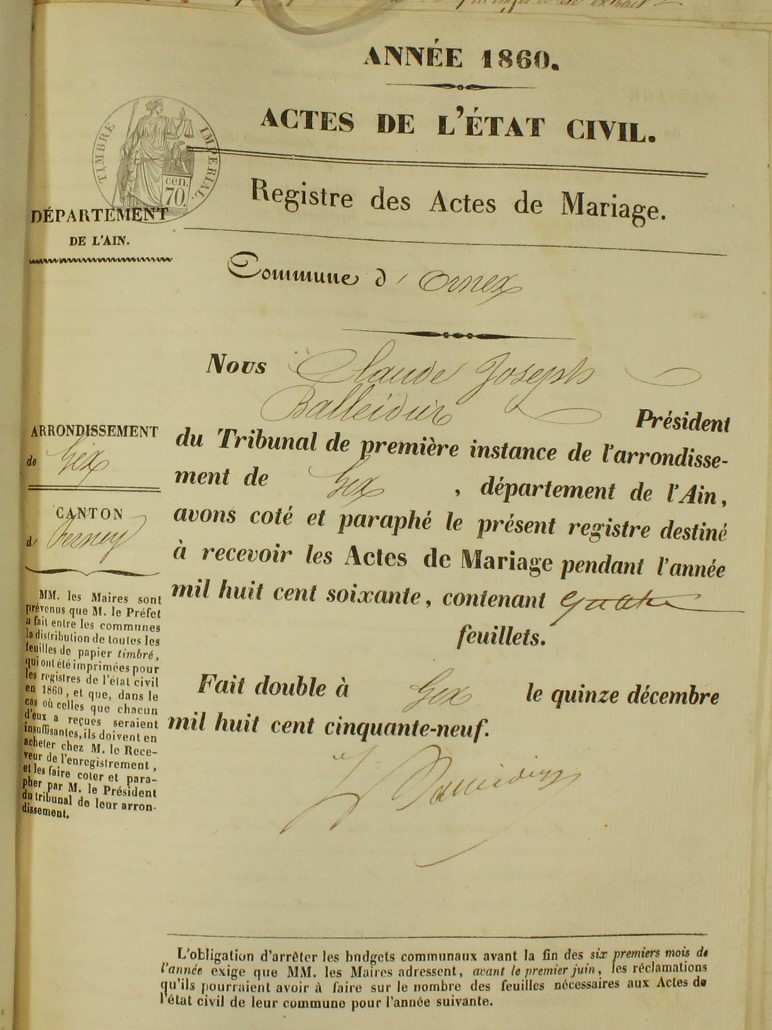 ANNÉE 1860.
ACTES DE L'ÉTAT CIVIL.
TIMBRE IMPÉRIAL.
cen.
70.
Registre des Actes de Mariage.
DÉPARTEMENT
DE L'AIN.
Commune d' Ornex
Nous Claude Joseph
Balleidier Président
du Tribunal de première instance de l'arrondisse-
ment de Gex, département de l'Ain,
avons coté et paraphé le présent registre destiné
à recevoir les Actes de Mariage pendant l'année
mil huit cent soixante, contenant quatre
feuillets.
Fait double à Gex le quinze décembre
mil huit cent cinquante-neuf.
ARRONDISSEMENT
de Gex
CANTON
d. Ferney
MM. les Maires sont
prévenus que M. le Préfet
a fait entre les communes
la distribution de toutes les
feuilles de papier timbré,
qui ont été imprimées pour
les registres de l'état civil
en 1860, et que, dans le
cas où celles que chacun
d'eux a reçues seraient
insuffisantes, ils doivent en
acheter chez M. le Rece-
veur de l'enregistrement,
et les faire coter et para-
pher par M. le Président
du tribunal de leur arron-
dissement.
L'obligation d'arrêter les budgets communaux avant la fin des six premiers mois de
l'année exige que MM. les Maires adressent, avant le premier juin, les réclamations
qu'ils pourraient avoir à faire sur le nombre des feuilles nécessaires aux Actes de
l'état civil de leur commune pour l'année suivante.